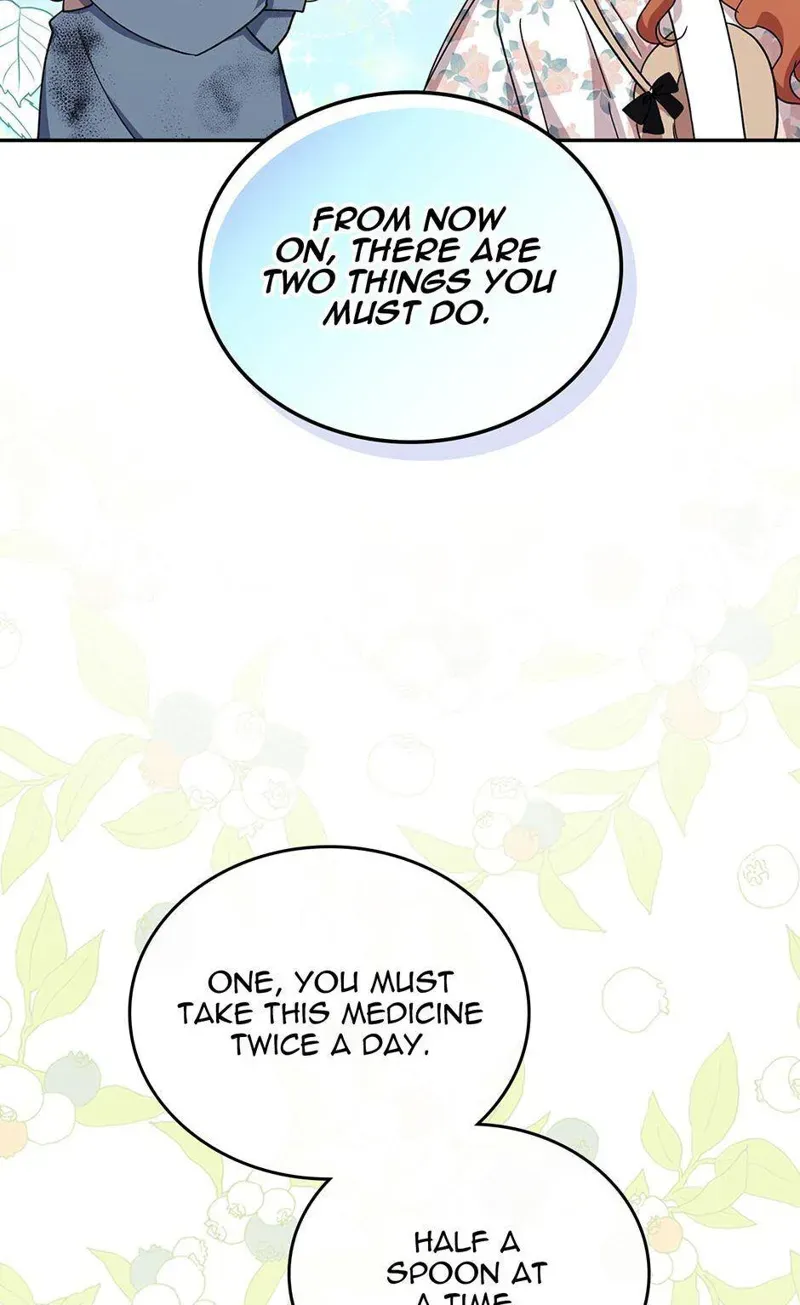 FROM NOW
ON, THERE ARE
TWO THINGS YOU
MUST DO.
ONE, YOU MUST
TAKE THIS MEDICINE
TWICE A DAY.
HALF A
SPOON AT
A TIME